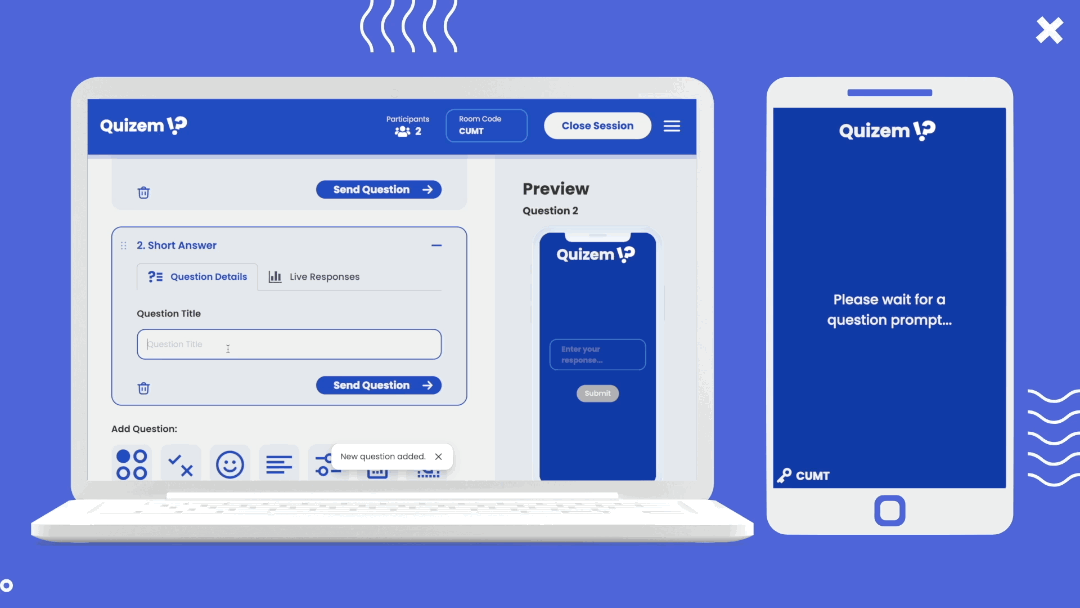 Quizem !?
Participants
2
Room Code
CUMT
Close Session
Send Question
2. Short Answer
Question Details
Live Responses
Question Title
Question Title
Send Question
Add Question:
New question added.
Preview
Question 2
Quizem !?
Enter your
response...
Submit
Quizem !?
Please wait for a
question prompt...
CUMT